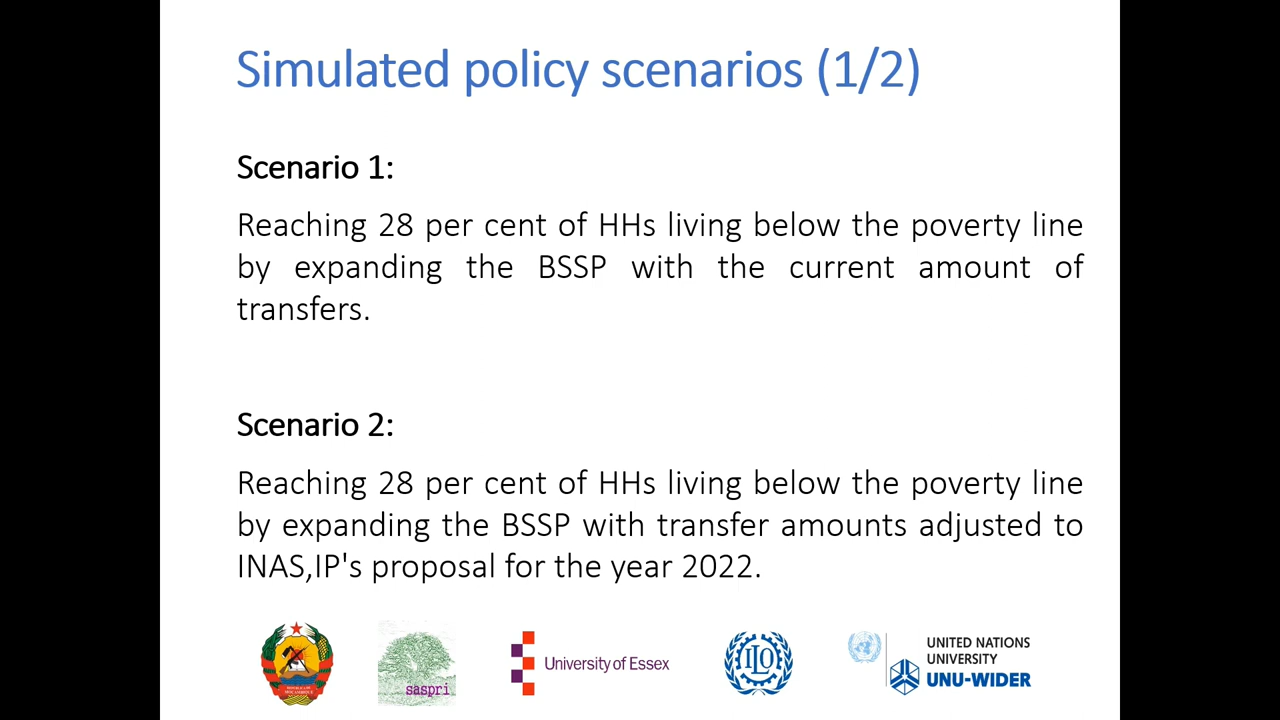 Simulated policy scenarios (1/2)
Scenario 1:
Reaching 28 per cent of HHs living below the poverty line
by expanding the BSSP with the current amount of
transfers.
Scenario 2:
Reaching 28 per cent of HHs living below the poverty line
by expanding the BSSP with transfer amounts adjusted to
INAS,IP's proposal for the year 2022.
saspri
University of Essex
ILO
UNITED NATIONS
UNIVERSITY
UNU-WIDER